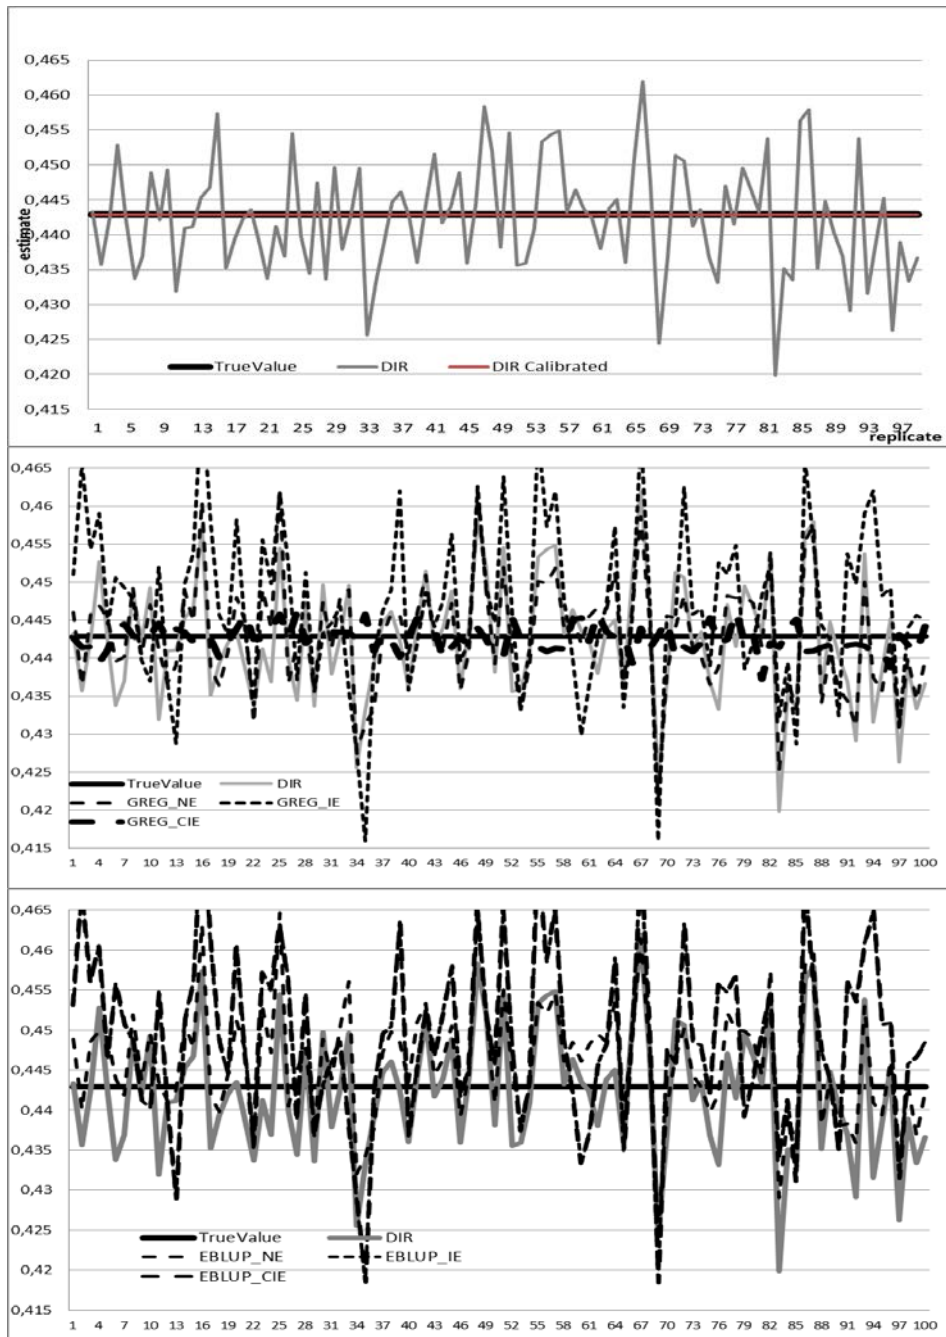 0,465
0,460
0,455
0,450
0,445
0,440
0,435
0,430
0,425
0,420
0,415
estimate
TrueValue DIR DIR Calibrated
1 5 9 13 17 21 25 29 33 37 41 45 49 53 57 61 65 69 73 77 81 85 89 93 97
replicate
0,465
0,46
0,455
0,45
0,445
0,44
0,435
0,43
0,425
0,42
0,415
TrueValue DIR
GREG_NE GREG_IE
GREG_CIE
1 4 7 10 13 16 19 22 25 28 31 34 37 40 43 46 49 52 55 58 61 64 67 70 73 76 79 82 85 88 91 94 97 100
0,465
0,46
0,455
0,45
0,445
0,44
0,435
0,43
0,425
0,42
0,415
TrueValue DIR
EBLUP_NE EBLUP_IE
EBLUP_CIE
1 4 7 10 13 16 19 22 25 28 31 34 37 40 43 46 49 52 55 58 61 64 67 70 73 76 79 82 85 88 91 94 97 100